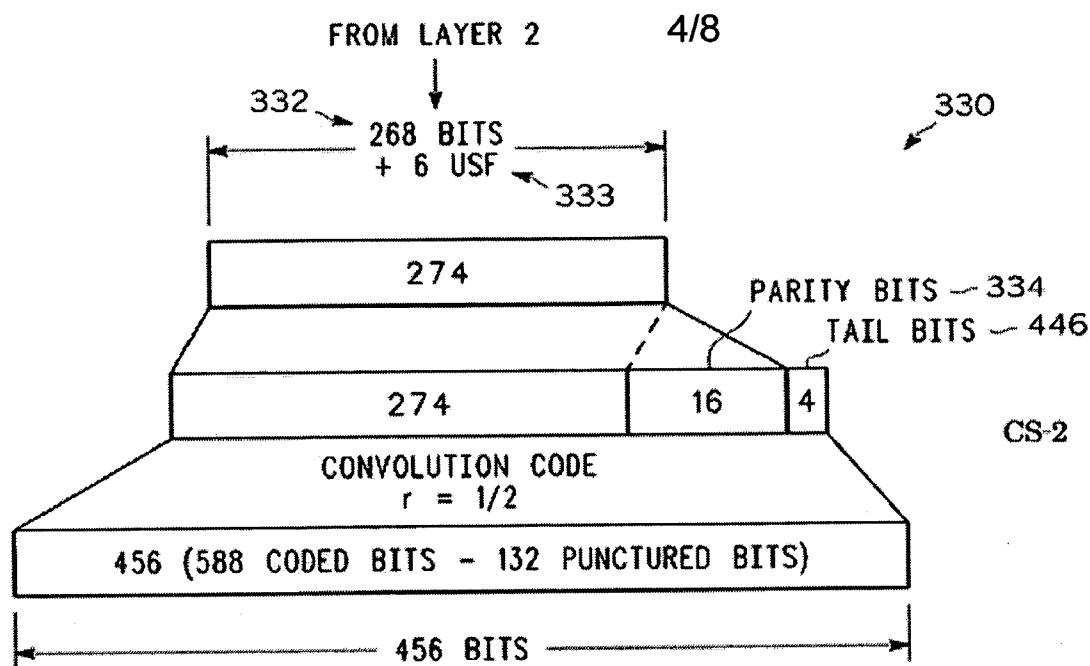 FROM LAYER 2
4/8
332
268 BITS
+ 6 USF
333
330
274
PARITY BITS 334
TAIL BITS 446
274
16
4
CS-2
CONVOLUTION CODE
r = 1/2
456 (588 CODED BITS - 132 PUNCTURED BITS)
456 BITS